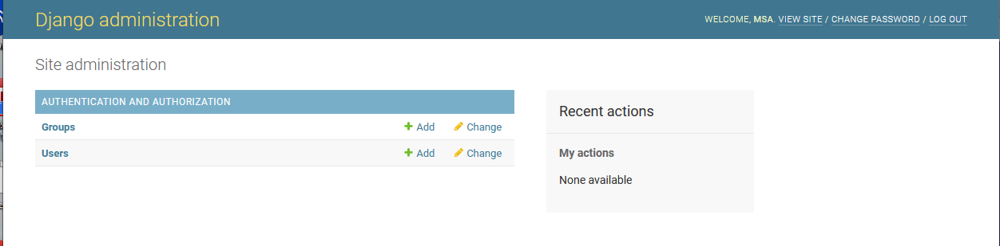 Django administration
WELCOME, MSA. VIEW SITE / CHANGE PASSWORD / LOG OUT
Site administration
AUTHENTICATION AND AUTHORIZATION
Groups Add Change
Users Add Change
Recent actions
My actions
None available